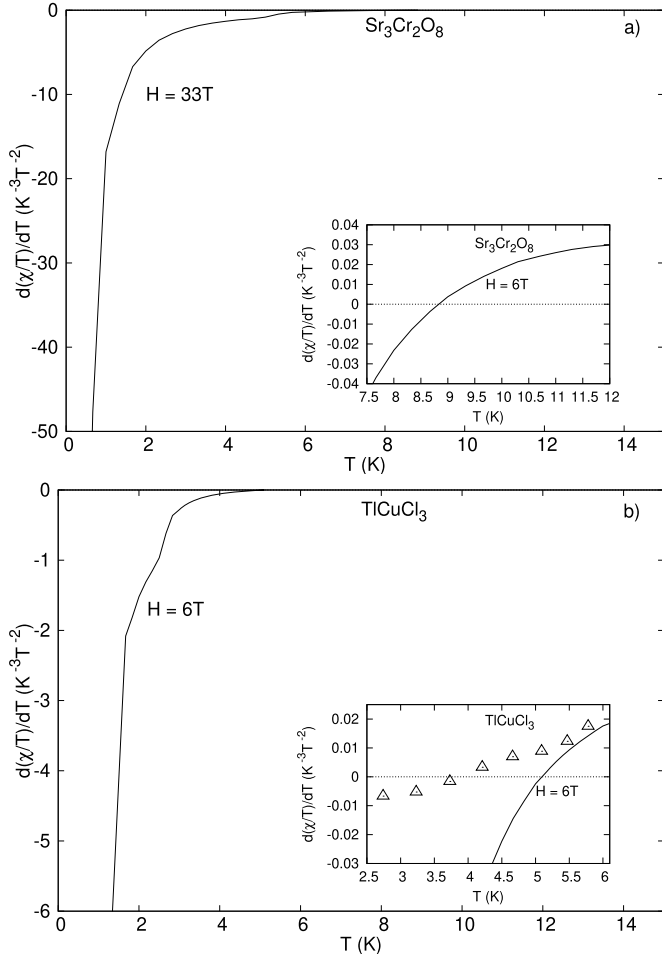 0
-10
-20
-30
-40
-50
0 2 4 6 8 10 12 14
T (K)
d(χ/T)/dT (K⁻³T⁻²)
Sr₃Cr₂O₈
a)
H = 33T
0.04
0.03
0.02
0.01
0
-0.01
-0.02
-0.03
-0.04
7.5 8 8.5 9 9.5 10 10.5 11 11.5 12
T (K)
d(χ/T)/dT (K⁻³T⁻²)
Sr₃Cr₂O₈
H = 6T
0
-1
-2
-3
-4
-5
-6
0 2 4 6 8 10 12 14
T (K)
d(χ/T)/dT (K⁻³T⁻²)
TlCuCl₃
b)
H = 6T
0.02
0.01
0
-0.01
-0.02
-0.03
2.5 3 3.5 4 4.5 5 5.5 6
T (K)
d(χ/T)/dT (K⁻³T⁻²)
TlCuCl₃
H = 6T